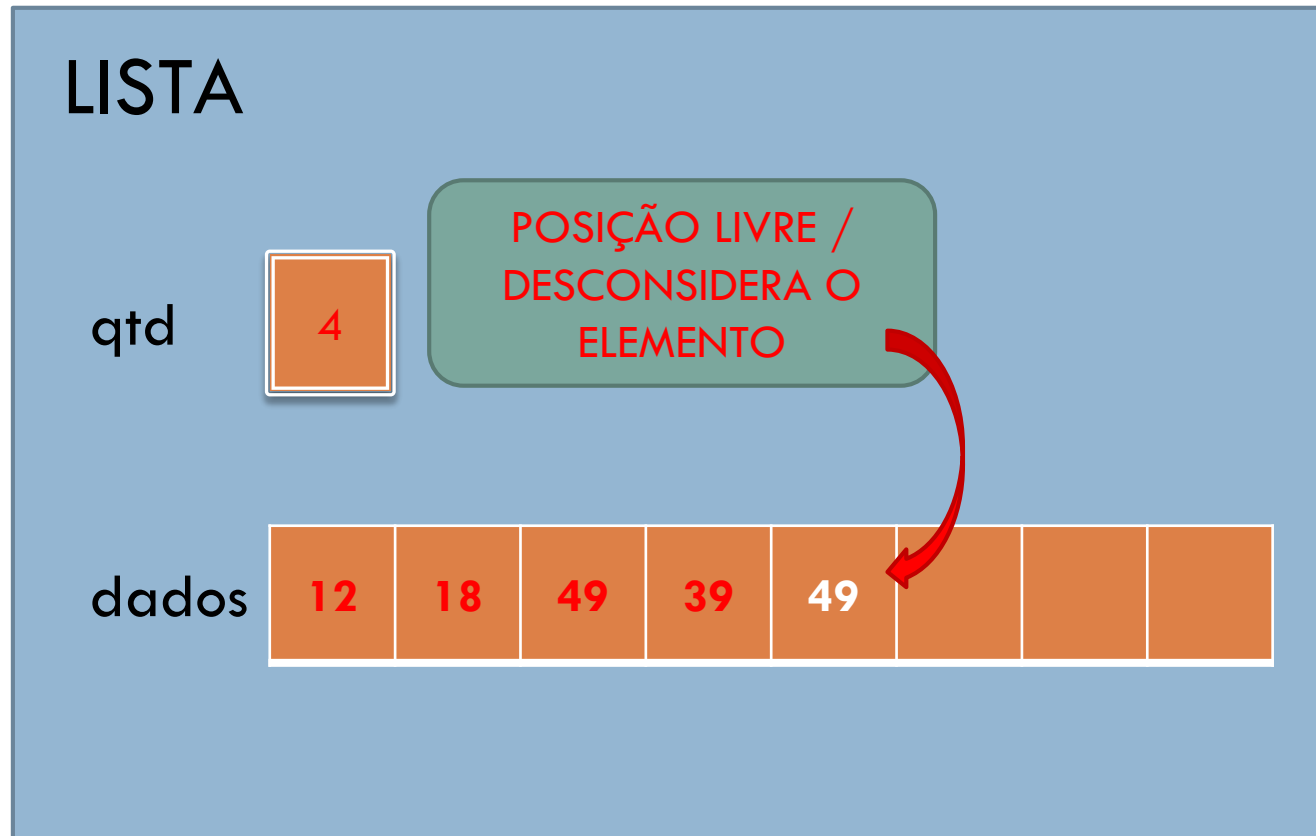 LISTA
POSIÇÃO LIVRE /
DESCONSIDERA O
ELEMENTO
qtd 4
dados 12 18 49 39 49